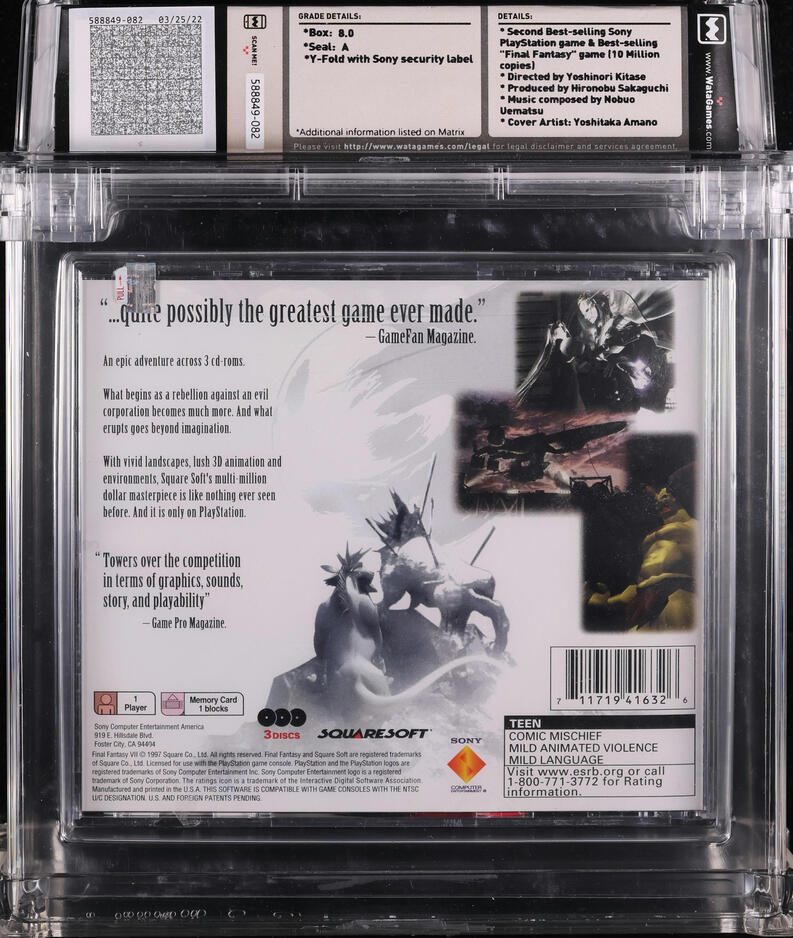 588849-082 03/25/22
SCAN ME!
588849-082
GRADE DETAILS:
*Box: 8.0
*Seal: A
*Y-Fold with Sony security label
*Additional information listed on Matrix
DETAILS:
* Second Best-selling Sony
PlayStation game & Best-selling
"Final Fantasy" game (10 Million
copies)
* Directed by Yoshinori Kitase
* Produced by Hironobu Sakaguchi
* Music composed by Nobuo
Uematsu
* Cover Artist: Yoshitaka Amano
www.WataGames.com
Please visit http://www.watagames.com/legal for legal disclaimer and services agreement.
PULL→
“...quite possibly the greatest game ever made.”
— GameFan Magazine.
An epic adventure across 3 cd-roms.
What begins as a rebellion against an evil
corporation becomes much more. And what
erupts goes beyond imagination.
With vivid landscapes, lush 3D animation and
environments, Square Soft's multi-million
dollar masterpiece is like nothing ever seen
before. And it is only on PlayStation.
“Towers over the competition
in terms of graphics, sounds,
story, and playability”
— Game Pro Magazine.
1
Player
Memory Card
1 blocks
3 DISCS
SQUARESOFT
SONY
COMPUTER
ENTERTAINMENT
7 11719 41632 6
TEEN
COMIC MISCHIEF
MILD ANIMATED VIOLENCE
MILD LANGUAGE
Visit www.esrb.org or call
1-800-771-3772 for Rating
information.
Sony Computer Entertainment America
919 E. Hillsdale Blvd.
Foster City, CA 94404
Final Fantasy VII © 1997 Square Co., Ltd. All rights reserved. Final Fantasy and Square Soft are registered trademarks
of Square Co., Ltd. Licensed for use with the PlayStation game console. PlayStation and the PlayStation logos are
registered trademarks of Sony Computer Entertainment Inc. Sony Computer Entertainment logo is a registered
trademark of Sony Corporation. The ratings icon is a trademark of the Interactive Digital Software Association.
Manufactured and printed in the U.S.A. THIS SOFTWARE IS COMPATIBLE WITH GAME CONSOLES WITH THE NTSC
U/C DESIGNATION. U.S. AND FOREIGN PATENTS PENDING.